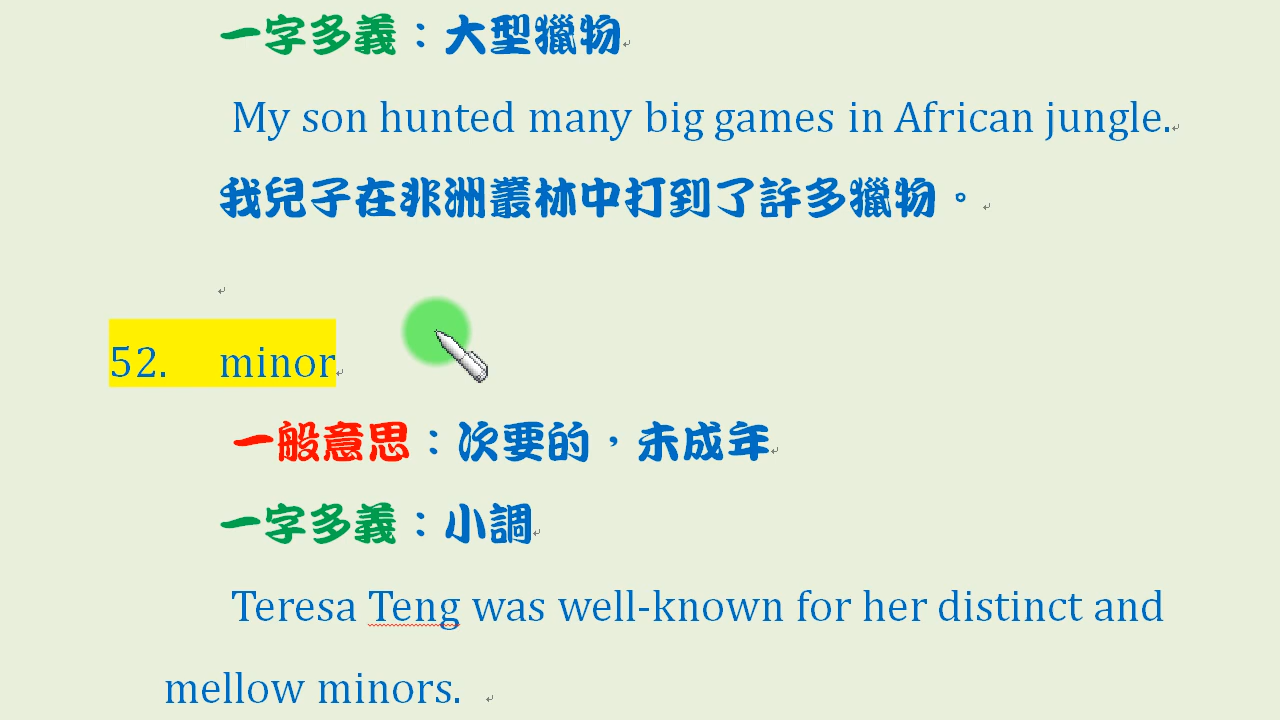 一字多義：大型獵物
My son hunted many big games in African jungle.
我兒子在非洲叢林中打到了許多獵物。
52. minor
一般意思：次要的，未成年
一字多義：小調
Teresa Teng was well-known for her distinct and
mellow minors.